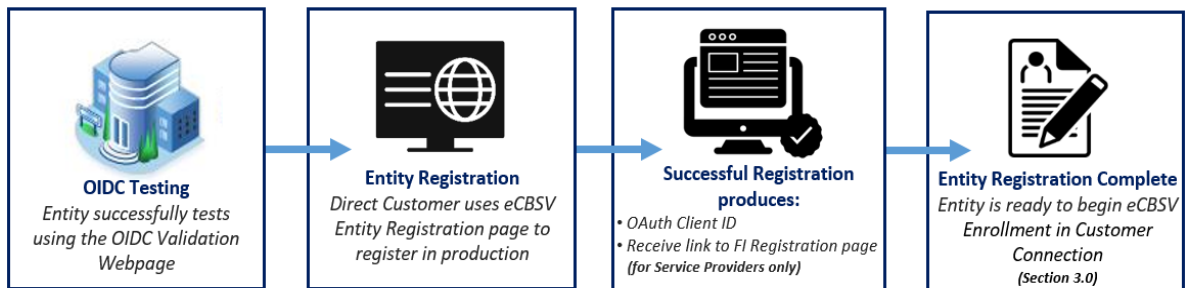 OIDC Testing
Entity successfully tests
using the OIDC Validation
Webpage
Entity Registration
Direct Customer uses eCBSV
Entity Registration page to
register in production
Successful Registration
produces:
• OAuth Client ID
• Receive link to FI Registration page
(for Service Providers only)
Entity Registration Complete
Entity is ready to begin eCBSV
Enrollment in Customer
Connection
(Section 3.0)